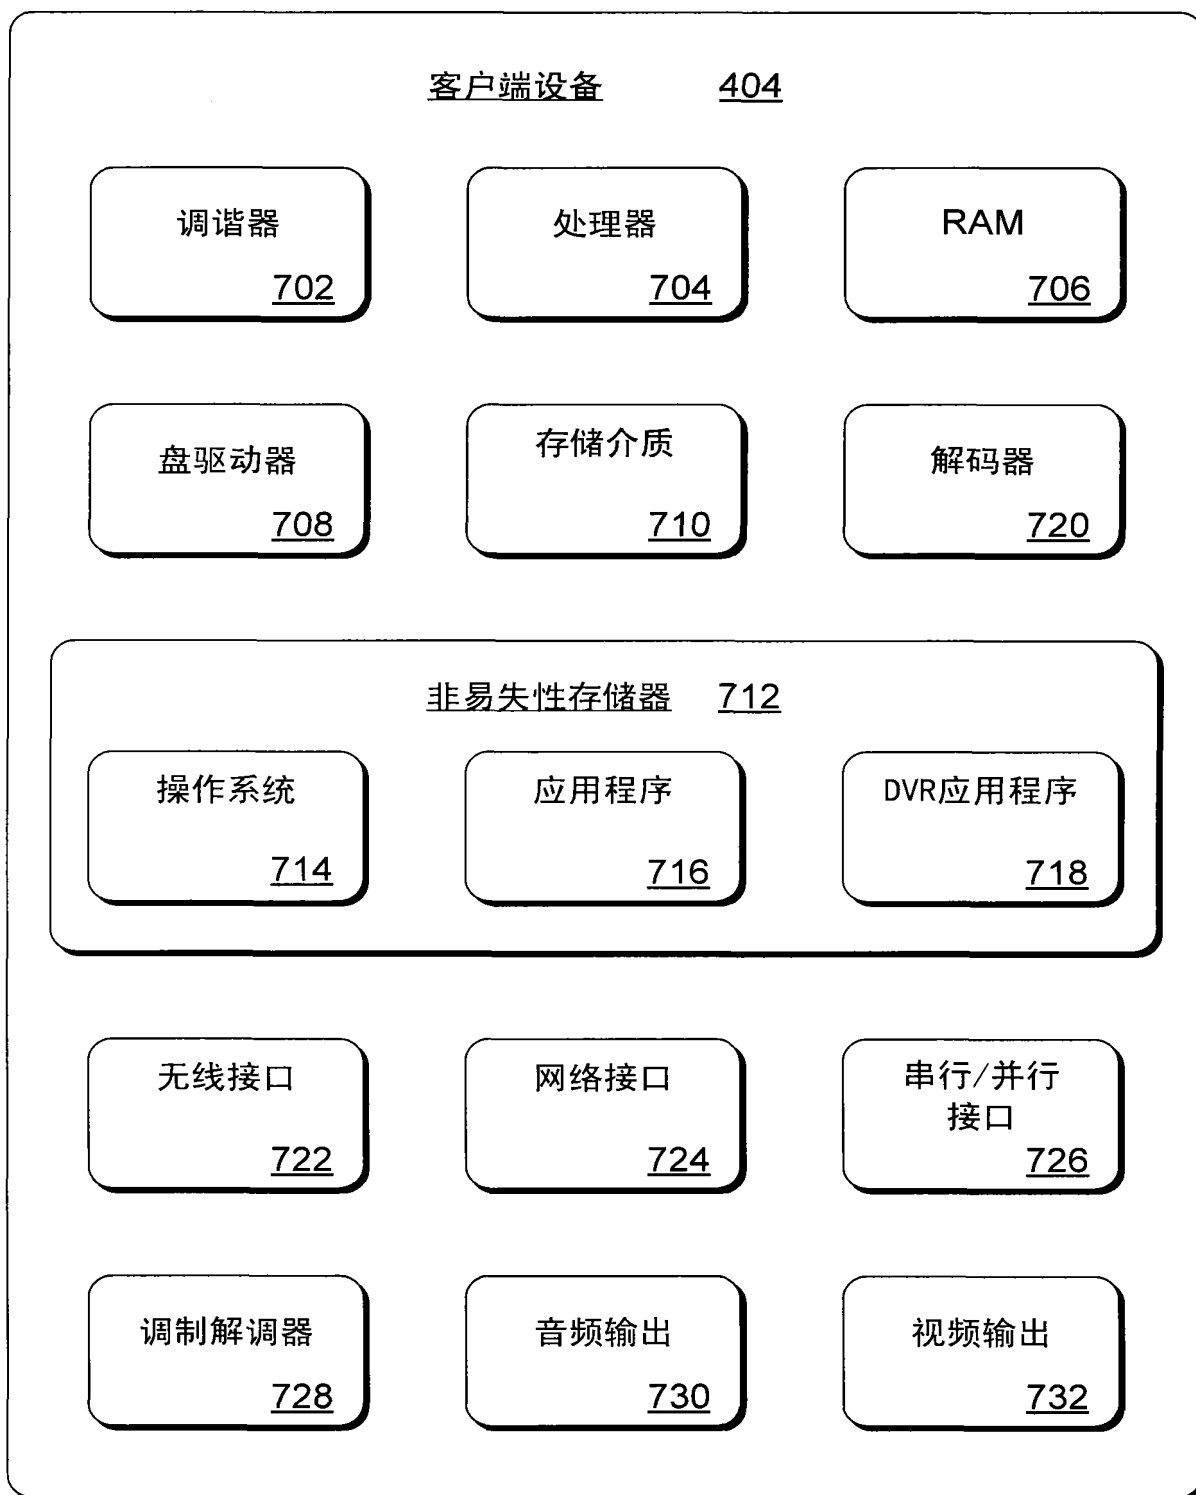 客户端设备 404
调谐器
702
处理器
704
RAM
706
盘驱动器
708
存储介质
710
解码器
720
非易失性存储器 712
操作系统
714
应用程序
716
DVR应用程序
718
无线接口
722
网络接口
724
串行/并行
接口
726
调制解调器
728
音频输出
730
视频输出
732